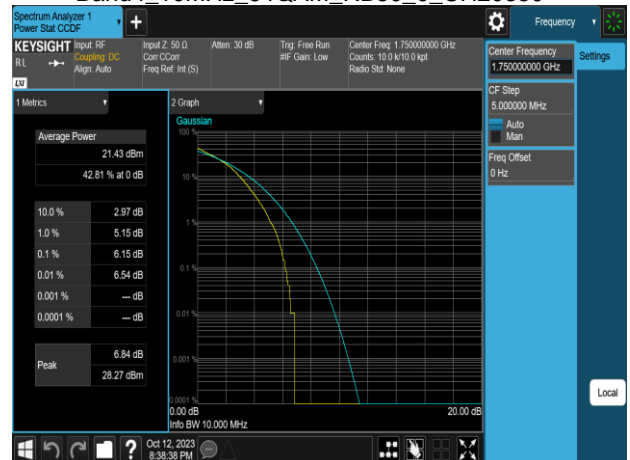 Spectrum Analyzer 1
Power Stat CCDF
Frequency
KEYSIGHT
RL
LXI
Input: RF
Coupling: DC
Align: Auto
Input Z: 50 Ω
Corr CCorr
Freq Ref: Int (S)
Atten: 30 dB
Trig: Free Run
#IF Gain: Low
Center Freq: 1.750000000 GHz
Counts: 10.0 k/10.0 kpt
Radio Std: None
Center Frequency
1.750000000 GHz
Settings
CF Step
5.000000 MHz
Auto
Man
Freq Offset
0 Hz
Local
1 Metrics
Average Power
21.43 dBm
42.81 % at 0 dB
10.0 % 2.97 dB
1.0 % 5.15 dB
0.1 % 6.15 dB
0.01 % 6.54 dB
0.001 % --- dB
0.0001 % --- dB
Peak
6.84 dB
28.27 dBm
2 Graph
Gaussian
100 %
10 %
1 %
0.1 %
0.01 %
0.001 %
0.0001 %
0.00 dB
20.00 dB
Info BW 10.000 MHz
?
Oct 12, 2023
8:38:38 PM